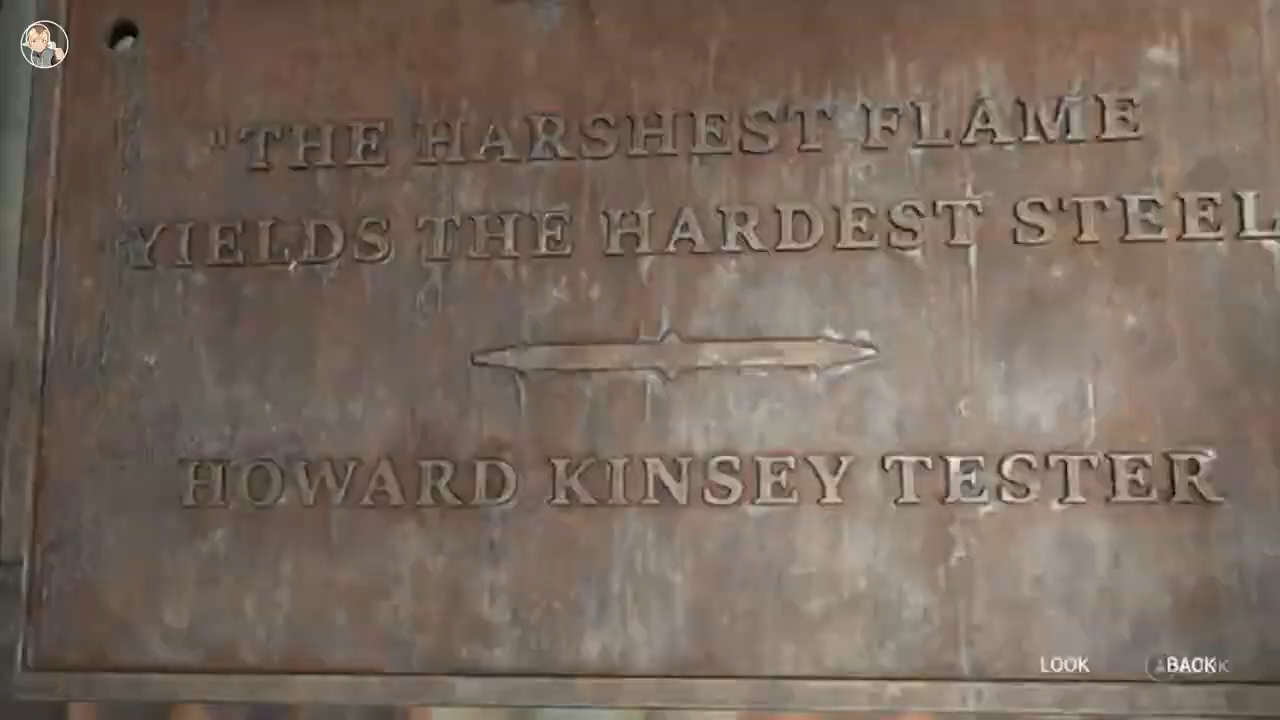 "THE HARSHEST FLAME
YIELDS THE HARDEST STEEL
HOWARD KINSEY TESTER
LOOK
BACK